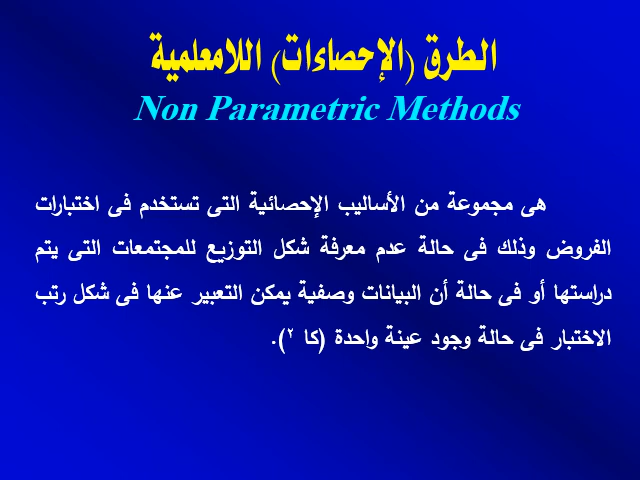 الطرق (الإحصاءات) اللامعلمية
Non Parametric Methods
هى مجموعة من الأساليب الإحصائية التى تستخدم فى اختبارات
الفروض وذلك فى حالة عدم معرفة شكل التوزيع للمجتمعات التى يتم
دراستها أو فى حالة أن البيانات وصفية يمكن التعبير عنها فى شكل رتب
الاختبار فى حالة وجود عينة واحدة (كا ٢).